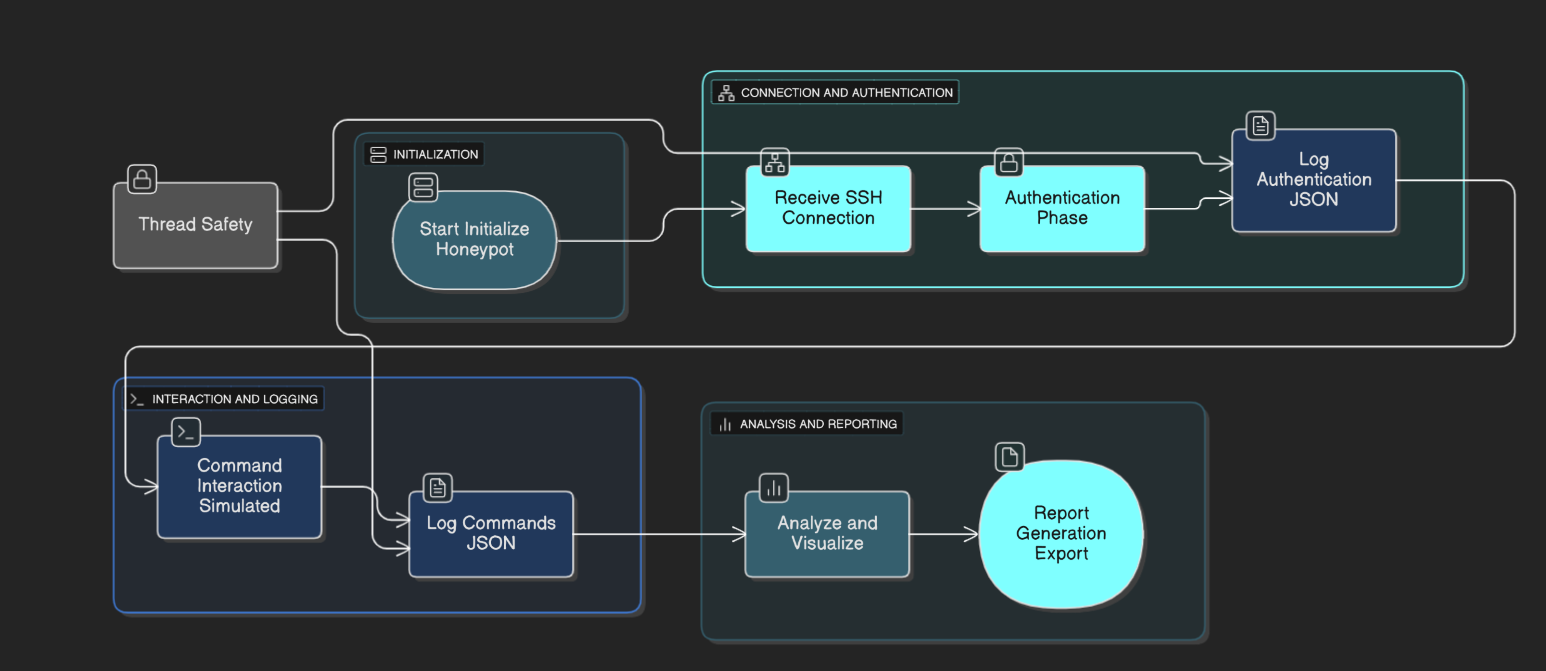 CONNECTION AND AUTHENTICATION
INITIALIZATION
Thread Safety
Start Initialize
Honeypot
Receive SSH
Connection
Authentication
Phase
Log
Authentication
JSON
INTERACTION AND LOGGING
Command
Interaction
Simulated
Log Commands
JSON
ANALYSIS AND REPORTING
Analyze and
Visualize
Report
Generation
Export